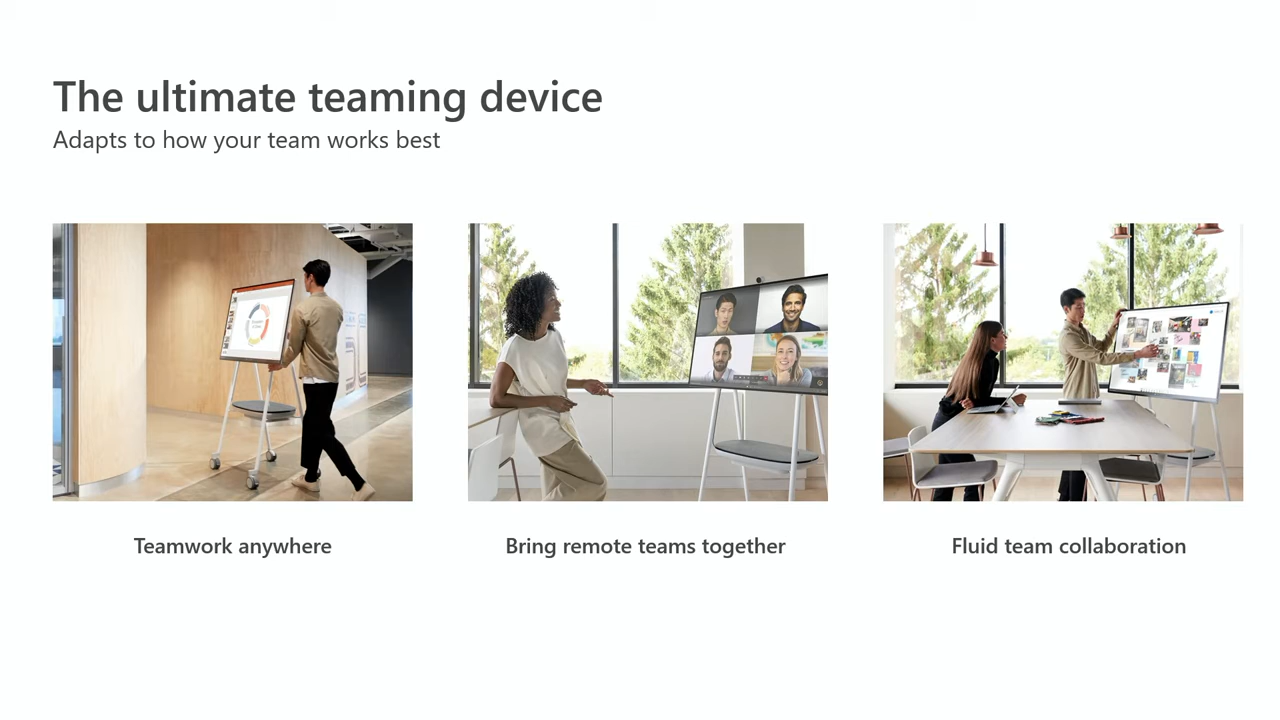 The ultimate teaming device
Adapts to how your team works best
Teamwork anywhere
Bring remote teams together
Fluid team collaboration